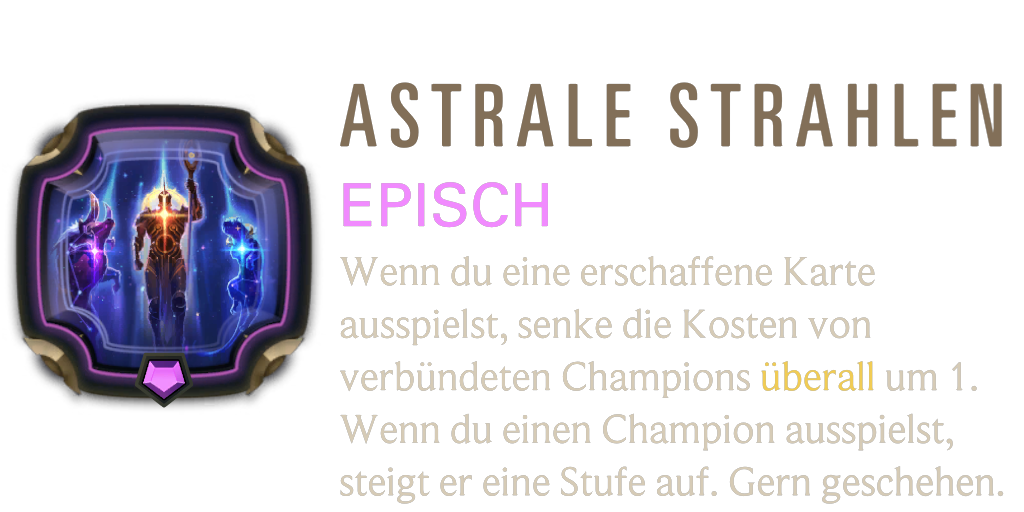 ASTRALE STRAHLEN
EPISCH
Wenn du eine erschaffene Karte
ausspielst, senke die Kosten von
verbündeten Champions überall um 1.
Wenn du einen Champion ausspielst,
steigt er eine Stufe auf. Gern geschehen.